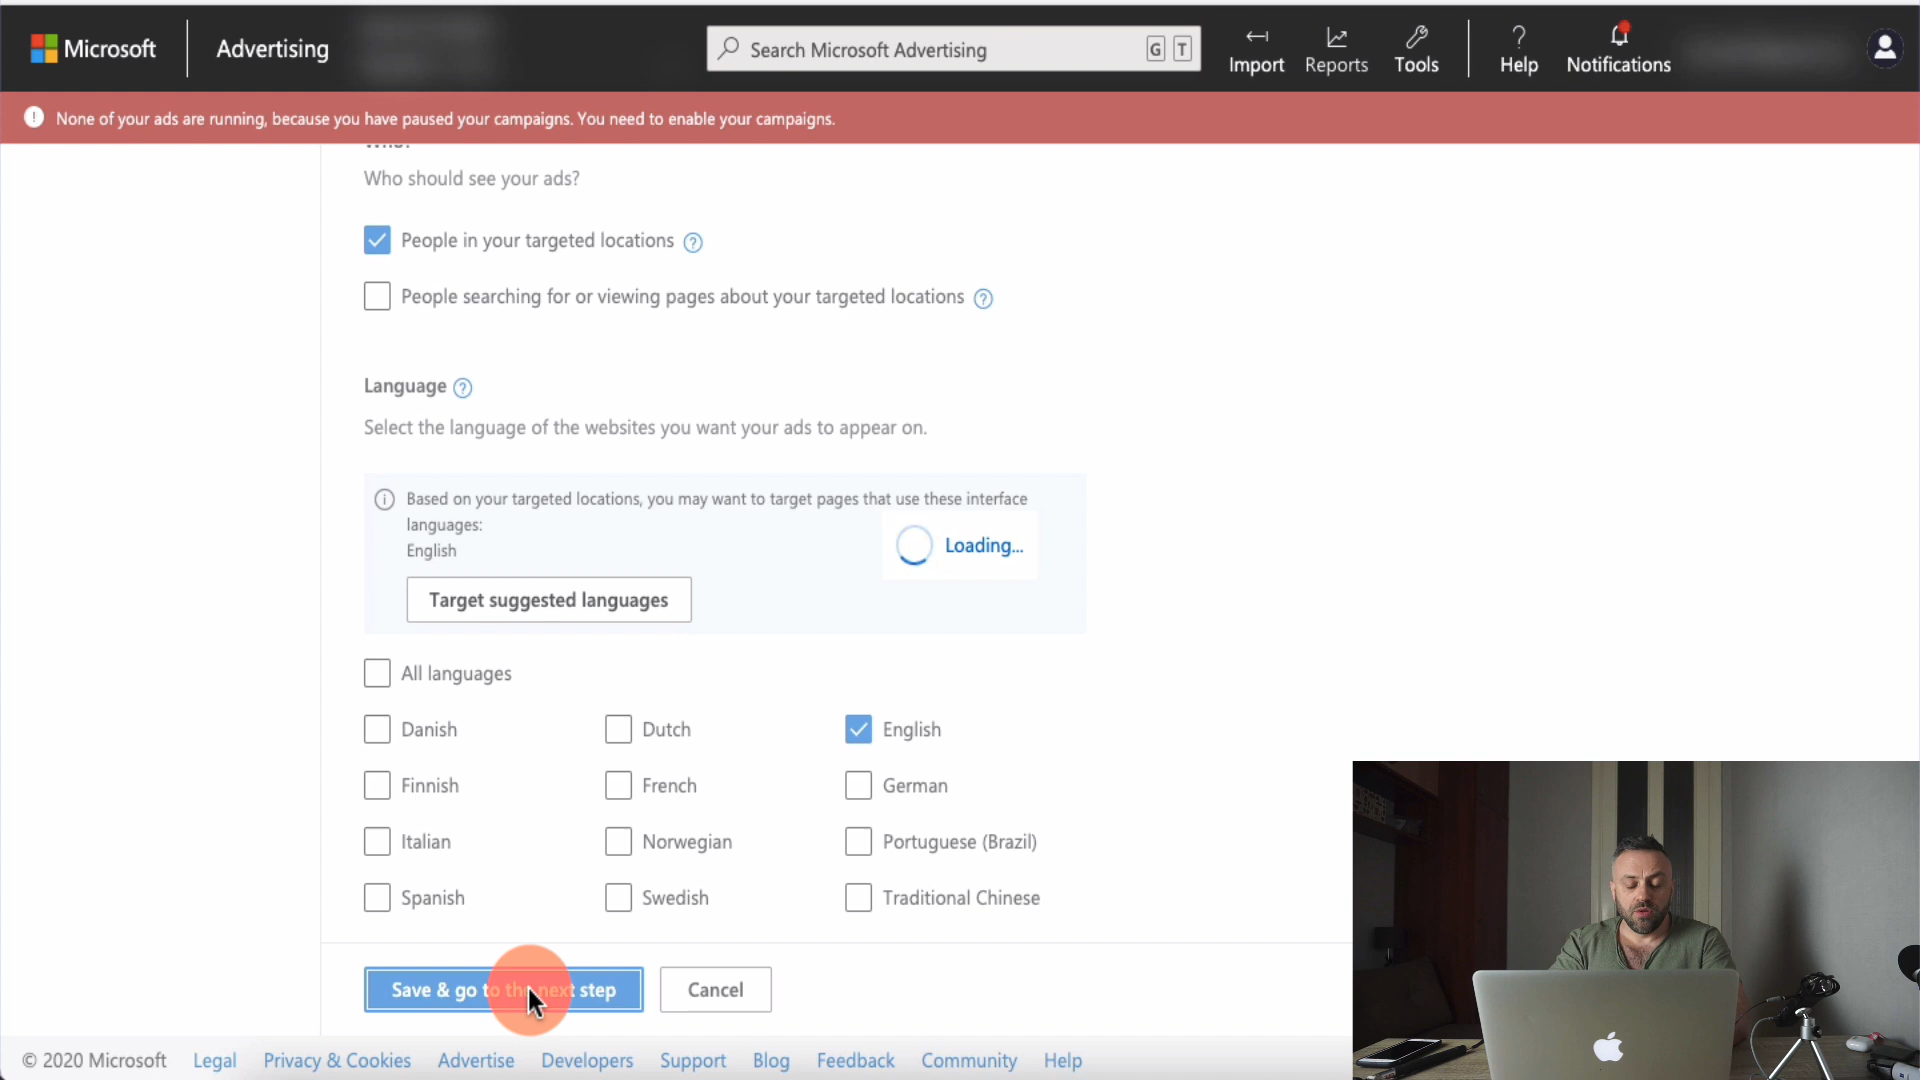 Microsoft
Advertising
Search Microsoft Advertising
G T
Import
Reports
Tools
?
Help
Notifications
None of your ads are running, because you have paused your campaigns. You need to enable your campaigns.
Who should see your ads?
People in your targeted locations ?
People searching for or viewing pages about your targeted locations ?
Language ?
Select the language of the websites you want your ads to appear on.
Based on your targeted locations, you may want to target pages that use these interface
languages:
English
Loading...
Target suggested languages
All languages
Danish
Dutch
English
Finnish
French
German
Italian
Norwegian
Portuguese (Brazil)
Spanish
Swedish
Traditional Chinese
Save & go to the next step
Cancel
© 2020 Microsoft
Legal
Privacy & Cookies
Advertise
Developers
Support
Blog
Feedback
Community
Help